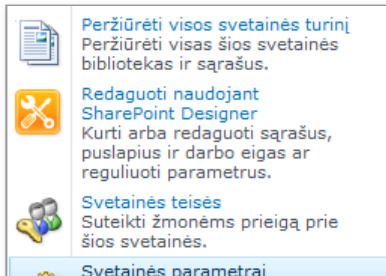 Peržiūrėti visos svetainės turinį
Peržiūrėti visas šios svetainės
bibliotekas ir sąrašus.
Redaguoti naudojant
SharePoint Designer
Kurti arba redaguoti sąrašus,
puslapius ir darbo eigas ar
reguliuoti parametrus.
Svetainės teisės
Suteikti žmonėms prieigą prie
šios svetainės.
Svetainės parametrai